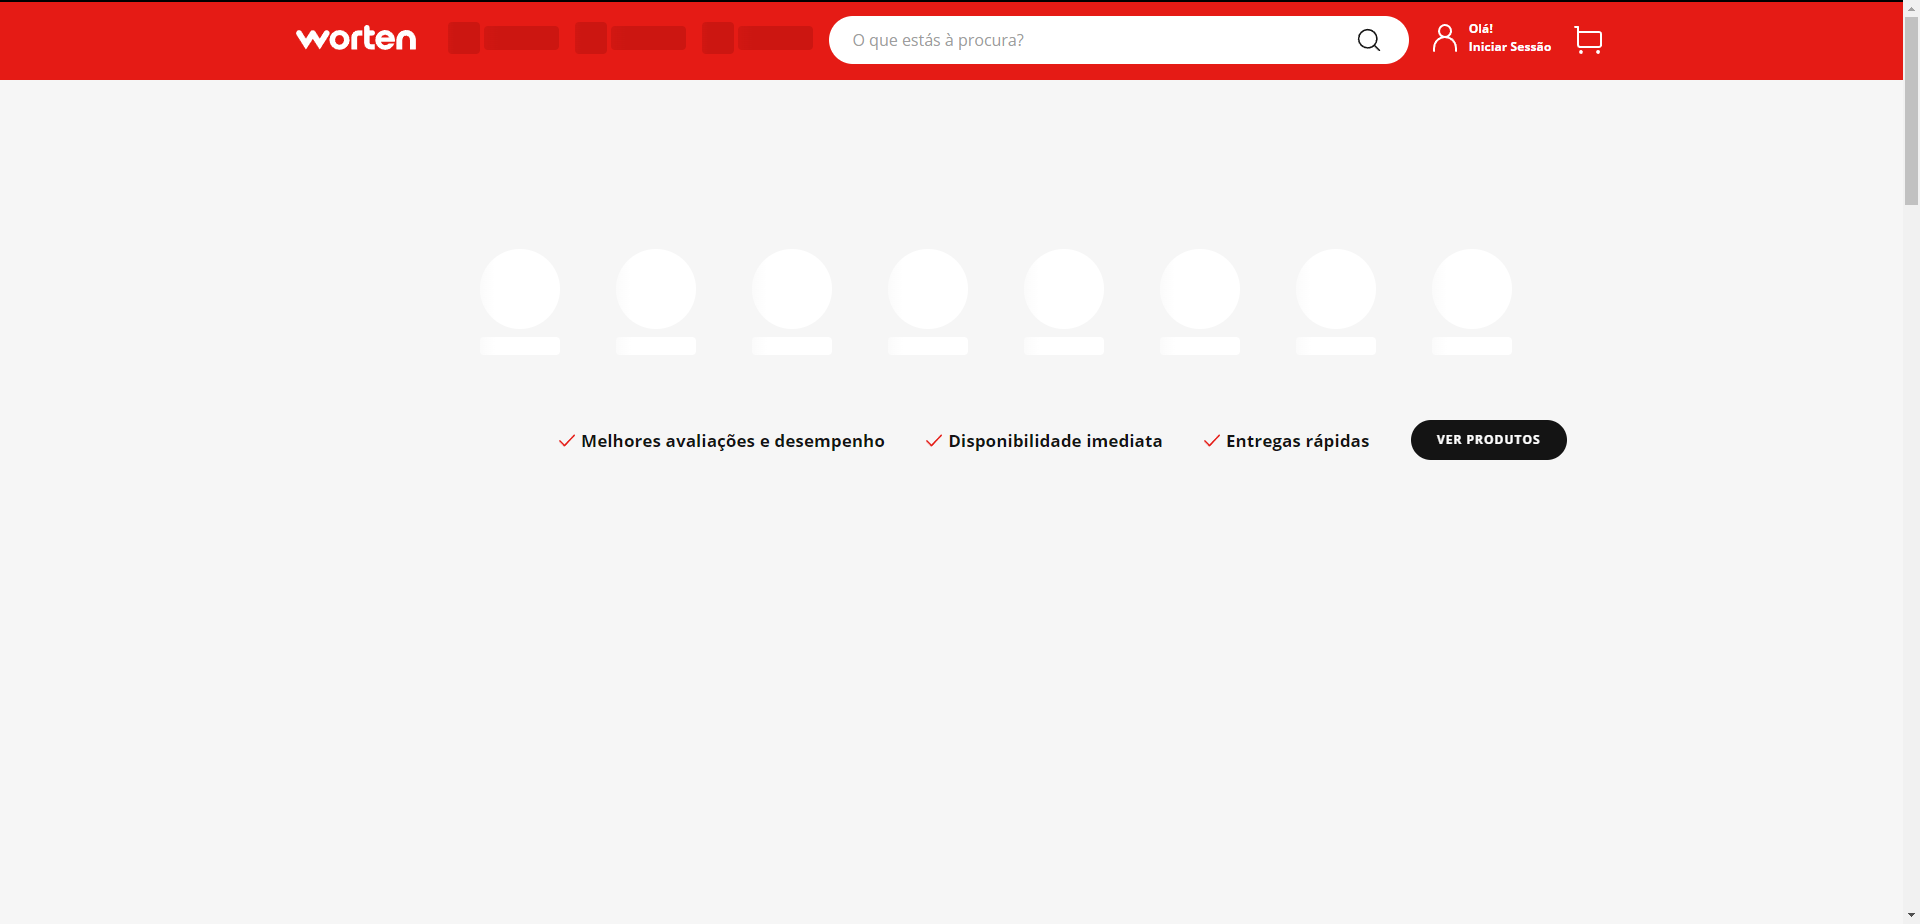 worten
O que estás à procura?
Olá!
Iniciar Sessão
Melhores avaliações e desempenho
Disponibilidade imediata
Entregas rápidas
VER PRODUTOS